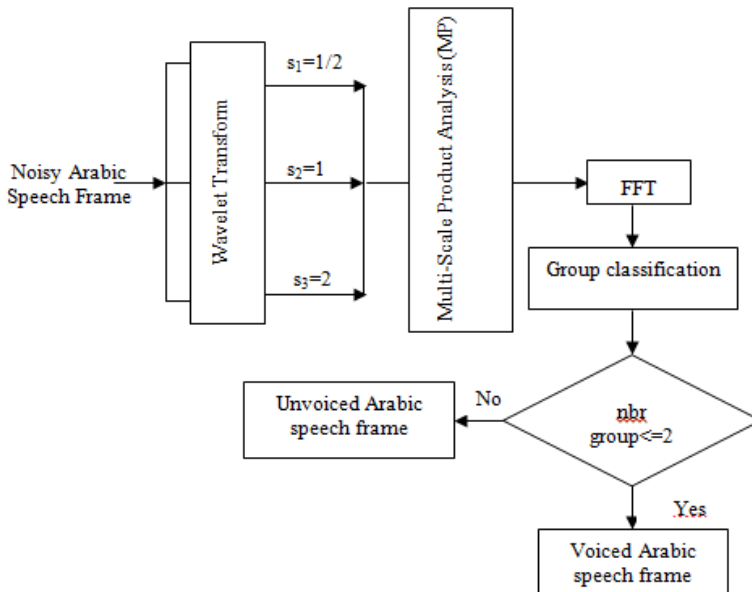 Noisy Arabic
Speech Frame
Wavelet Transform
s₁=1/2
s₂=1
s₃=2
Multi-Scale Product Analysis (MP)
FFT
Group classification
nbr
group<=2
No
Unvoiced Arabic
speech frame
Yes
Voiced Arabic
speech frame